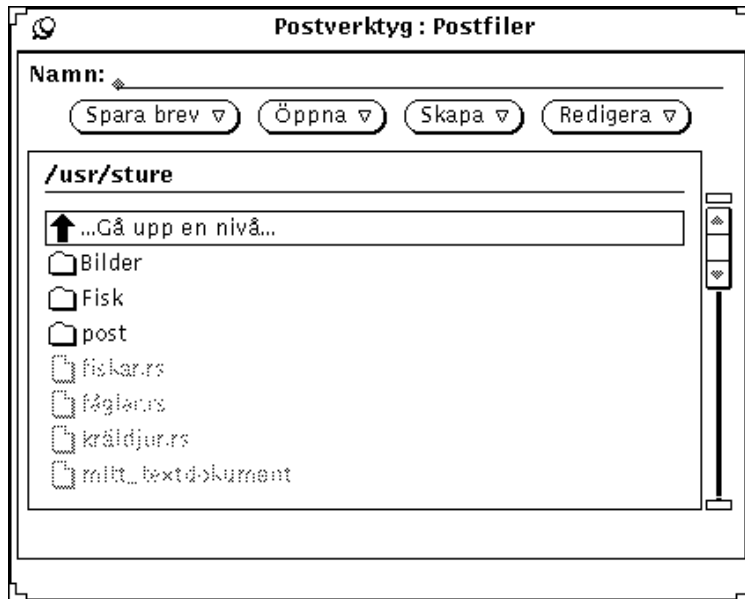 Postverktyg : Postfiler
Namn:
Spara brev Öppna Skapa Redigera
/usr/sture
...Gå upp en nivå...
Bilder
Fisk
post
fiskar.rs
fåglar.rs
kräldjur.rs
mitt_textdokument